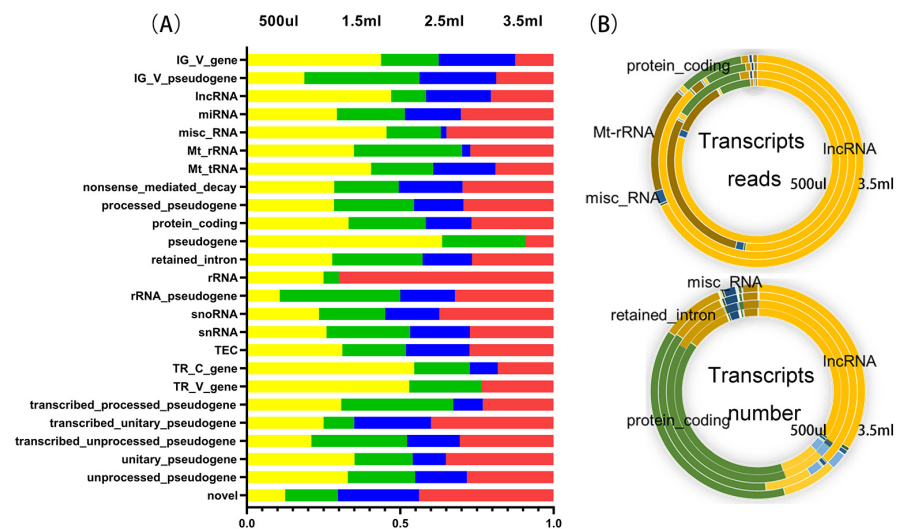 (A)
500ul 1.5ml 2.5ml 3.5ml
IG_V_gene
IG_V_pseudogene
lncRNA
miRNA
misc_RNA
Mt_rRNA
Mt_tRNA
nonsense_mediated_decay
processed_pseudogene
protein_coding
pseudogene
retained_intron
rRNA
rRNA_pseudogene
snoRNA
snRNA
TEC
TR_C_gene
TR_V_gene
transcribed_processed_pseudogene
transcribed_unitary_pseudogene
transcribed_unprocessed_pseudogene
unitary_pseudogene
unprocessed_pseudogene
novel
0.0 0.5 1.0
(B)
protein_coding
Mt-rRNA
Transcripts
lncRNA
reads
500ul 3.5ml
misc_RNA
misc_RNA
retained_intron
lncRNA
Transcripts
number
protein_coding
500ul 3.5ml